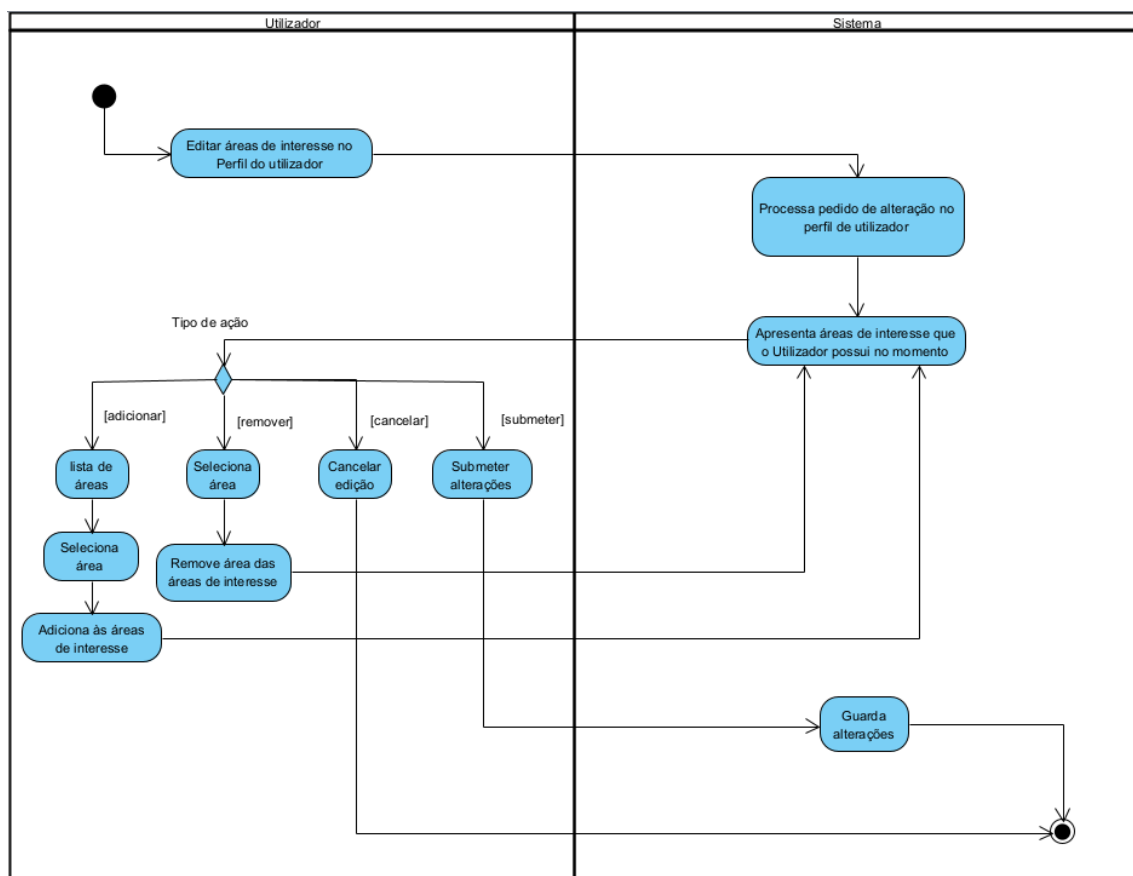 Utilizador
Sistema
Editar áreas de interesse no
Perfil do utilizador
Processa pedido de alteração no
perfil de utilizador
Apresenta áreas de interesse que
o Utilizador possui no momento
Tipo de ação
[adicionar]
[remover]
[cancelar]
[submeter]
lista de
áreas
Seleciona
área
Cancelar
edição
Submeter
alterações
Seleciona
área
Remove área das
áreas de interesse
Adiciona às áreas
de interesse
Guarda
alterações